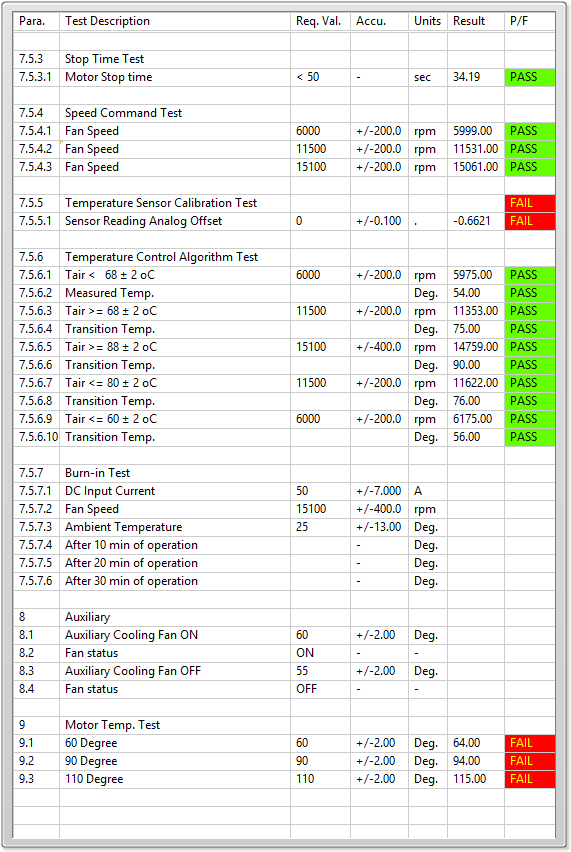 Para. Test Description Req. Val. Accu. Units Result P/F
7.5.3 Stop Time Test
7.5.3.1 Motor Stop time < 50 - sec 34.19 PASS
7.5.4 Speed Command Test
7.5.4.1 Fan Speed 6000 +/-200.0 rpm 5999.00 PASS
7.5.4.2 Fan Speed 11500 +/-200.0 rpm 11531.00 PASS
7.5.4.3 Fan Speed 15100 +/-200.0 rpm 15061.00 PASS
7.5.5 Temperature Sensor Calibration Test FAIL
7.5.5.1 Sensor Reading Analog Offset 0 +/-0.100 . -0.6621 FAIL
7.5.6 Temperature Control Algorithm Test
7.5.6.1 Tair < 68 ± 2 oC 6000 +/-200.0 rpm 5975.00 PASS
7.5.6.2 Measured Temp. Deg. 54.00 PASS
7.5.6.3 Tair >= 68 ± 2 oC 11500 +/-200.0 rpm 11353.00 PASS
7.5.6.4 Transition Temp. Deg. 75.00 PASS
7.5.6.5 Tair >= 88 ± 2 oC 15100 +/-400.0 rpm 14759.00 PASS
7.5.6.6 Transition Temp. Deg. 90.00 PASS
7.5.6.7 Tair <= 80 ± 2 oC 11500 +/-200.0 rpm 11622.00 PASS
7.5.6.8 Transition Temp. Deg. 76.00 PASS
7.5.6.9 Tair <= 60 ± 2 oC 6000 +/-200.0 rpm 6175.00 PASS
7.5.6.10 Transition Temp. Deg. 56.00 PASS
7.5.7 Burn-in Test
7.5.7.1 DC Input Current 50 +/-7.000 A
7.5.7.2 Fan Speed 15100 +/-400.0 rpm
7.5.7.3 Ambient Temperature 25 +/-13.00 Deg.
7.5.7.4 After 10 min of operation - Deg.
7.5.7.5 After 20 min of operation - Deg.
7.5.7.6 After 30 min of operation - Deg.
8 Auxiliary
8.1 Auxiliary Cooling Fan ON 60 +/-2.00 Deg.
8.2 Fan status ON - -
8.3 Auxiliary Cooling Fan OFF 55 +/-2.00 Deg.
8.4 Fan status OFF - -
9 Motor Temp. Test
9.1 60 Degree 60 +/-2.00 Deg. 64.00 FAIL
9.2 90 Degree 90 +/-2.00 Deg. 94.00 FAIL
9.3 110 Degree 110 +/-2.00 Deg. 115.00 FAIL